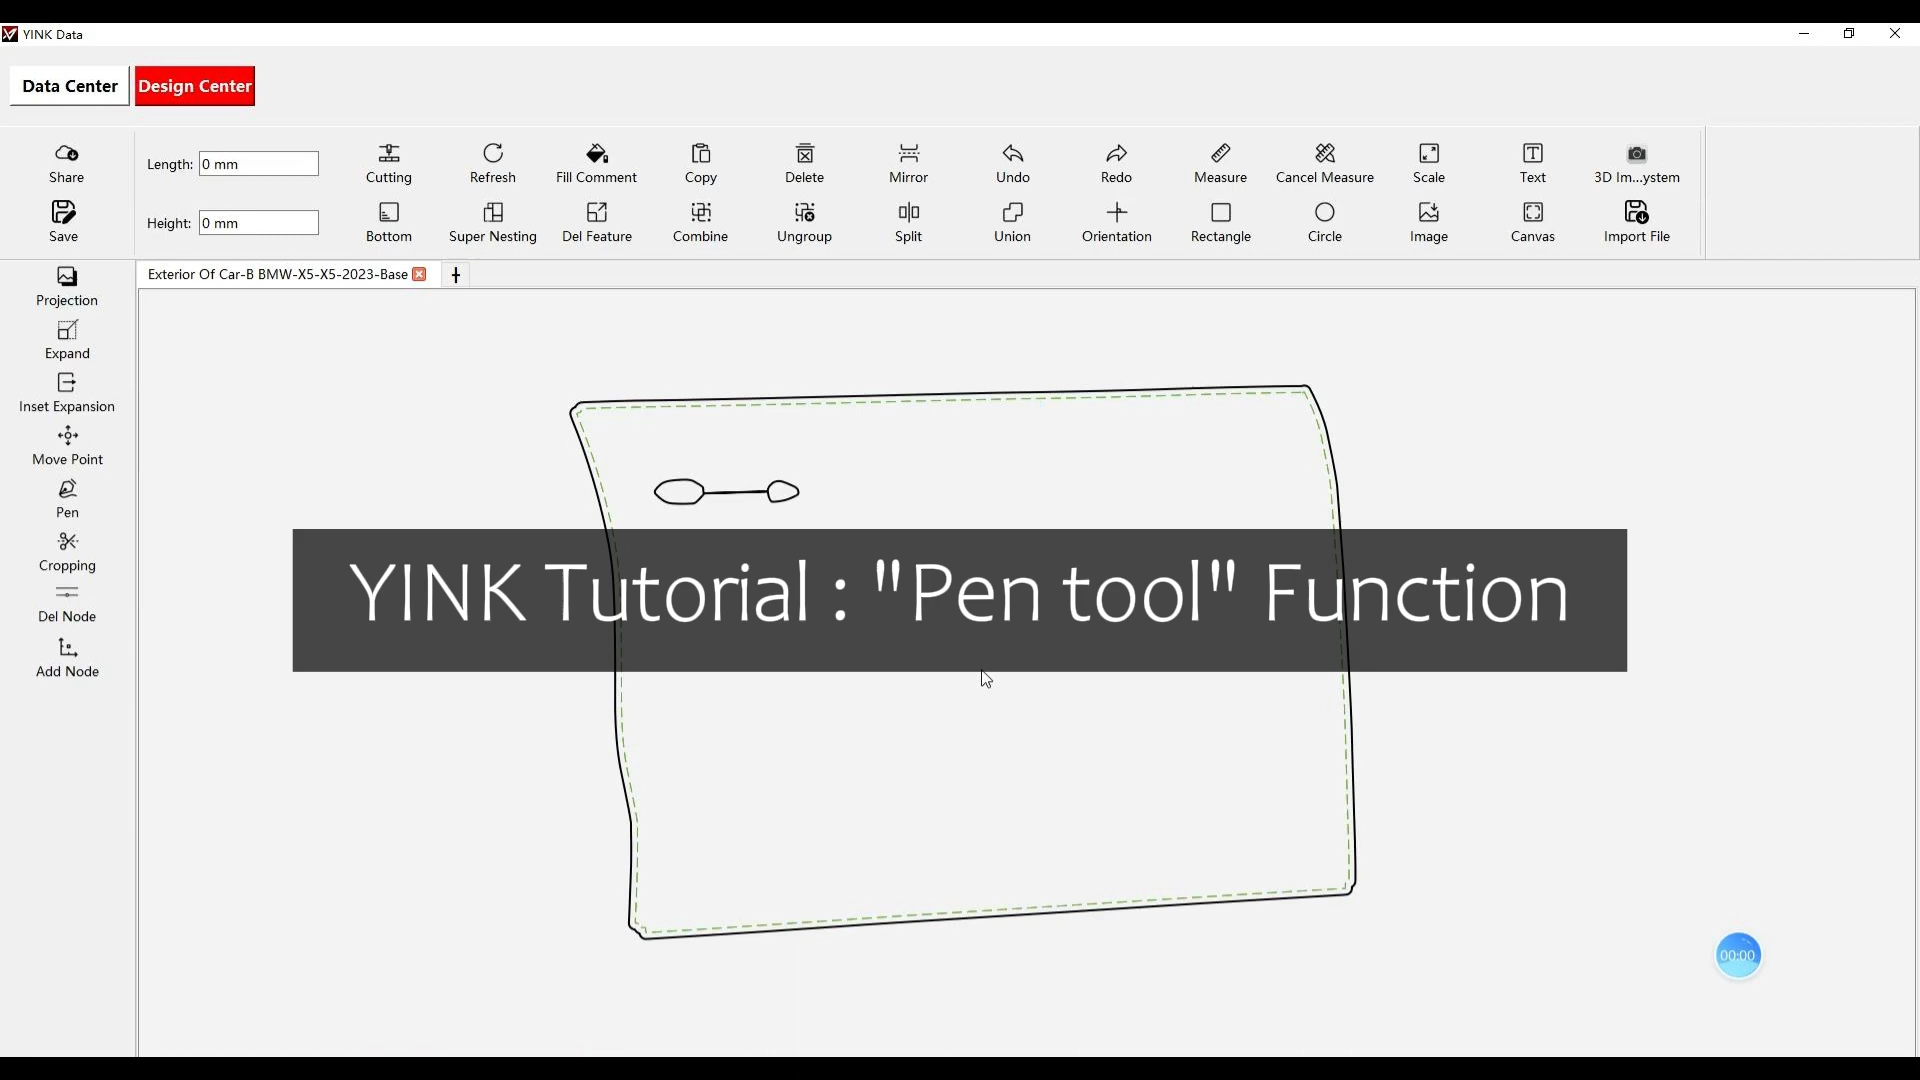 YINK Data
Data Center Design Center
Share
Save
Length: 0 mm
Height: 0 mm
Cutting Refresh Fill Comment Copy Delete Mirror Undo Redo Measure Cancel Measure Scale Text 3D Im...ystem
Bottom Super Nesting Del Feature Combine Ungroup Split Union Orientation Rectangle Circle Image Canvas Import File
Exterior Of Car-B BMW-X5-X5-2023-Base
Projection
Expand
Inset Expansion
Move Point
Pen
Cropping
Del Node
Add Node
YINK Tutorial : "Pen tool" Function
00:00